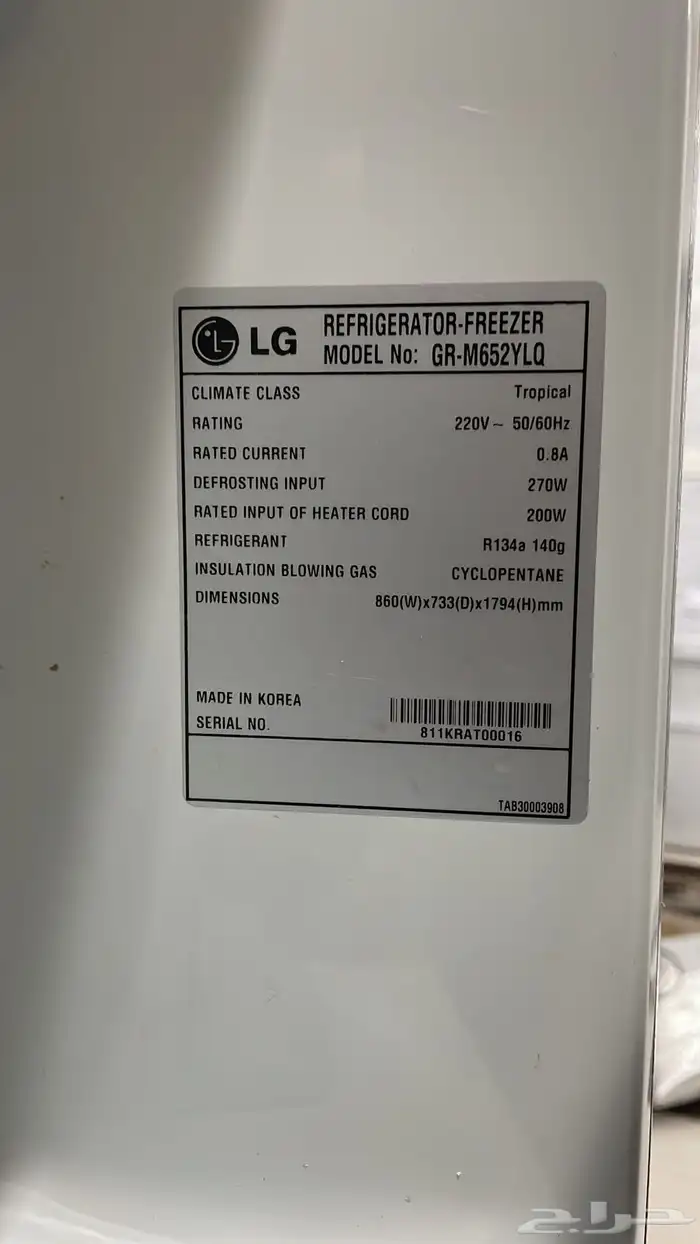 LG REFRIGERATOR-FREEZER
MODEL No: GR-M652YLQ
CLIMATE CLASS Tropical
RATING 220V~ 50/60Hz
RATED CURRENT 0.8A
DEFROSTING INPUT 270W
RATED INPUT OF HEATER CORD 200W
REFRIGERANT R134a 140g
INSULATION BLOWING GAS CYCLOPENTANE
DIMENSIONS 860(W)x733(D)x1794(H)mm
MADE IN KOREA
SERIAL NO. 811KRAT00016
TAB30003908
حراج